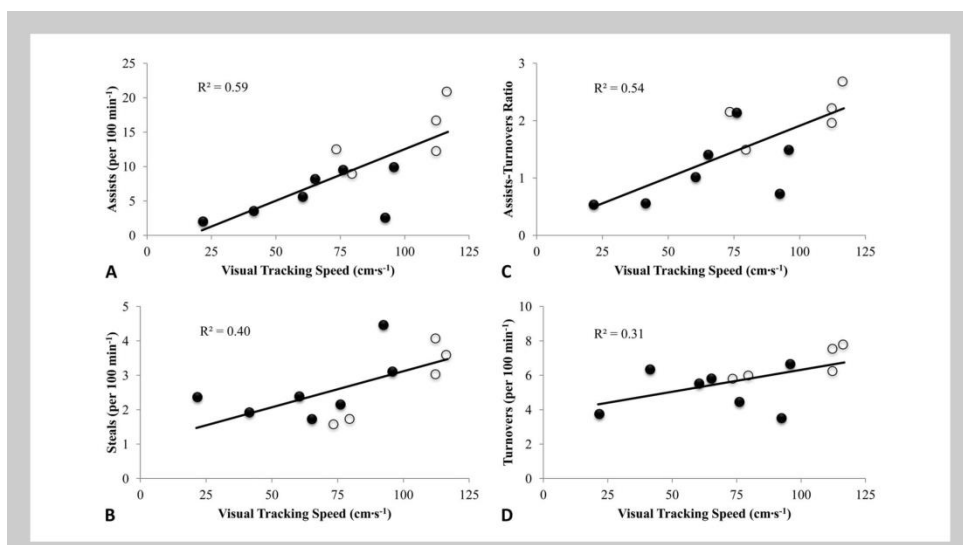 25
20
15
10
5
0
Assists (per 100 min⁻¹)
R² = 0.59
0 25 50 75 100 125
A Visual Tracking Speed (cm·s⁻¹)
3
2
1
0
Assists-Turnovers Ratio
R² = 0.54
0 25 50 75 100 125
C Visual Tracking Speed (cm·s⁻¹)
5
4
3
2
1
0
Steals (per 100 min⁻¹)
R² = 0.40
0 25 50 75 100 125
B Visual Tracking Speed (cm·s⁻¹)
10
8
6
4
2
0
Turnovers (per 100 min⁻¹)
R² = 0.31
0 25 50 75 100 125
D Visual Tracking Speed (cm·s⁻¹)